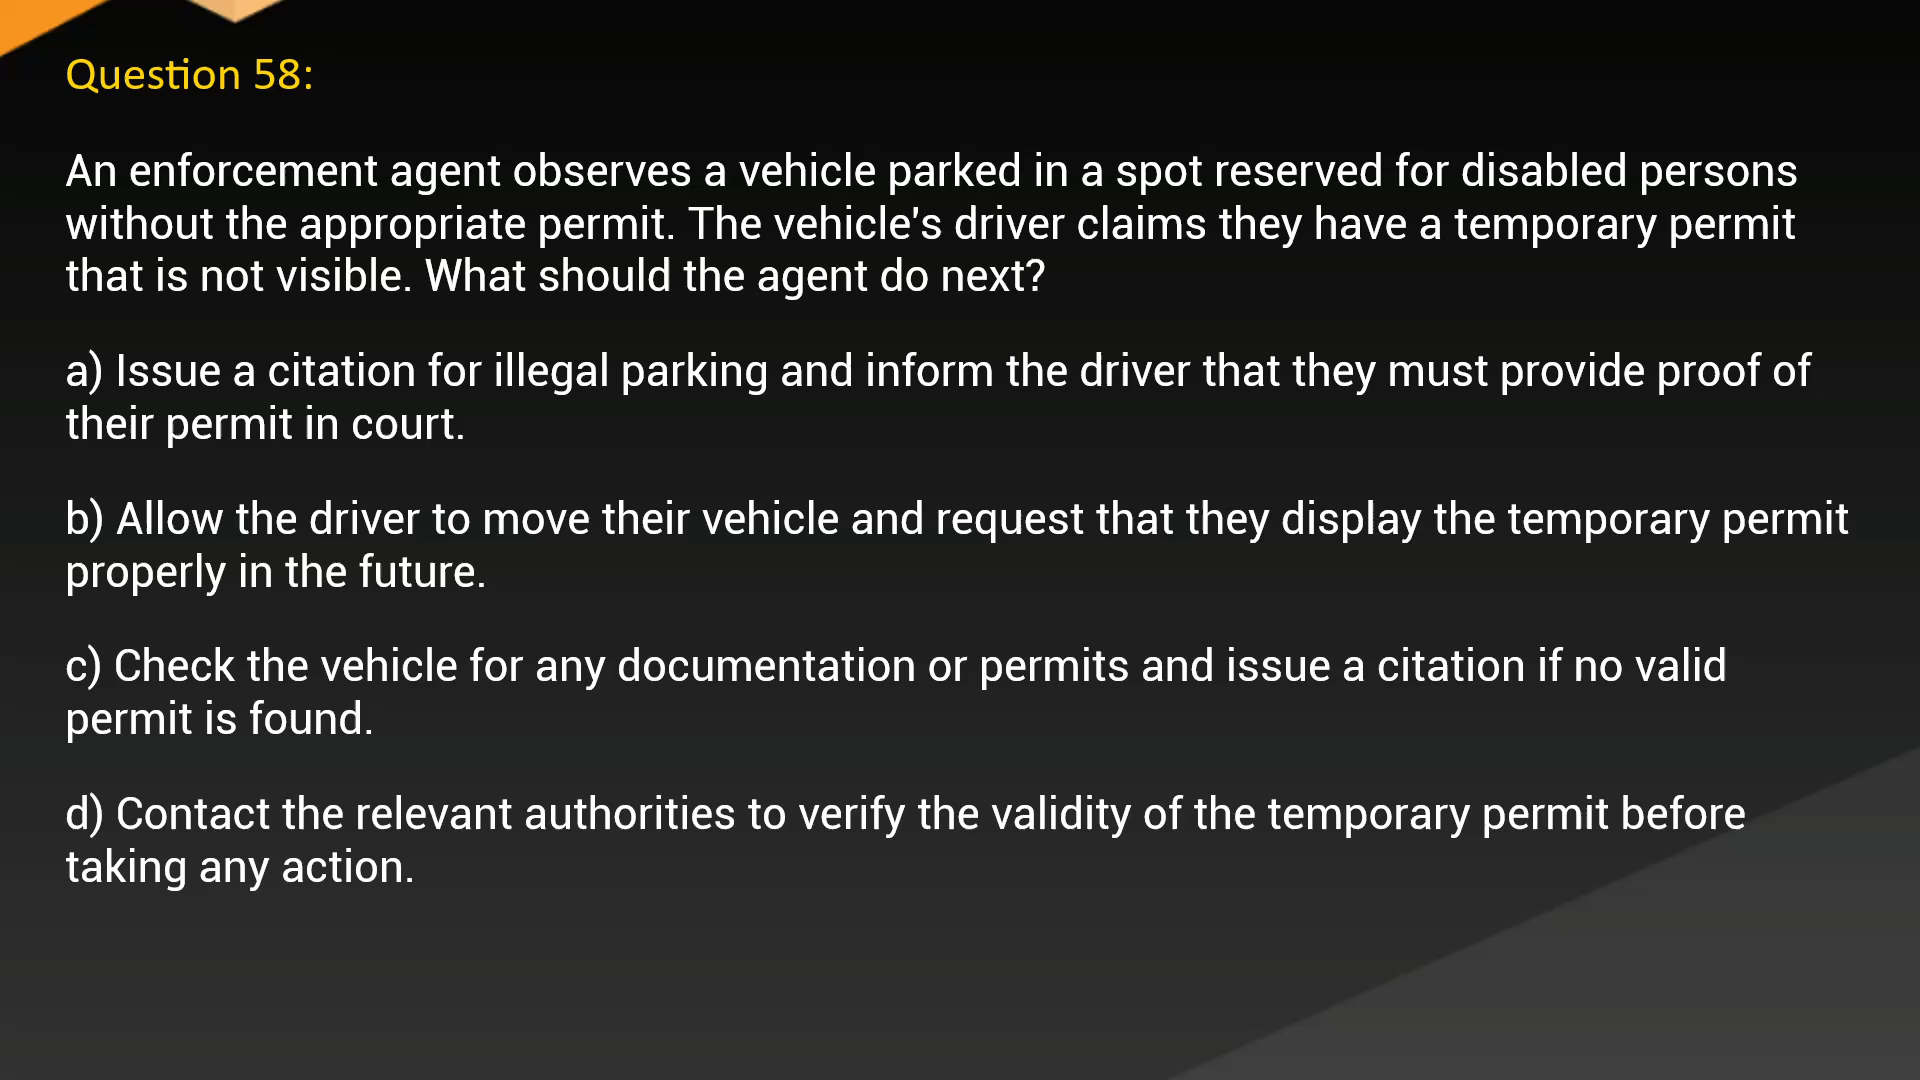 Question 58:
An enforcement agent observes a vehicle parked in a spot reserved for disabled persons
without the appropriate permit. The vehicle's driver claims they have a temporary permit
that is not visible. What should the agent do next?
a) Issue a citation for illegal parking and inform the driver that they must provide proof of
their permit in court.
b) Allow the driver to move their vehicle and request that they display the temporary permit
properly in the future.
c) Check the vehicle for any documentation or permits and issue a citation if no valid
permit is found.
d) Contact the relevant authorities to verify the validity of the temporary permit before
taking any action.